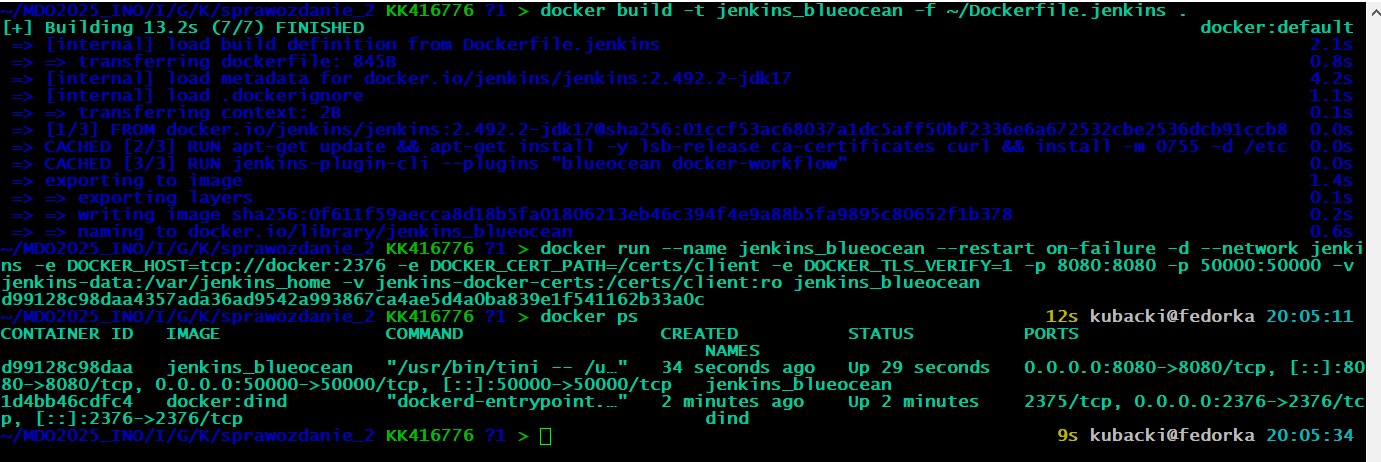 ~/MDO2025_INO/I/G/K/sprawozdanie_2 KK416776 ?1 > docker build -t jenkins_blueocean -f ~/Dockerfile.jenkins .
[+] Building 13.2s (7/7) FINISHED docker:default
=> [internal] load build definition from Dockerfile.jenkins 2.1s
=> => transferring dockerfile: 845B 0.8s
=> [internal] load metadata for docker.io/jenkins/jenkins:2.492.2-jdk17 4.2s
=> [internal] load .dockerignore 1.1s
=> => transferring context: 2B 0.1s
=> [1/3] FROM docker.io/jenkins/jenkins:2.492.2-jdk17@sha256:01ccf53ac68037a1dc5aff50bf2336e6a672532cbe2536dcb91ccb8 0.0s
=> CACHED [2/3] RUN apt-get update && apt-get install -y lsb-release ca-certificates curl && install -m 0755 -d /etc 0.0s
=> CACHED [3/3] RUN jenkins-plugin-cli --plugins "blueocean docker-workflow" 0.0s
=> exporting to image 1.4s
=> => exporting layers 0.1s
=> => writing image sha256:0f611f59aecca8d18b5fa01806213eb46c394f4e9a88b5fa9895c80652f1b378 0.2s
=> => naming to docker.io/library/jenkins_blueocean 0.6s
~/MDO2025_INO/I/G/K/sprawozdanie_2 KK416776 ?1 > docker run --name jenkins_blueocean --restart on-failure -d --network jenki
ns -e DOCKER_HOST=tcp://docker:2376 -e DOCKER_CERT_PATH=/certs/client -e DOCKER_TLS_VERIFY=1 -p 8080:8080 -p 50000:50000 -v
jenkins-data:/var/jenkins_home -v jenkins-docker-certs:/certs/client:ro jenkins_blueocean
d99128c98daa4357ada36ad9542a993867ca4ae5d4a0ba839e1f541162b33a0c
~/MDO2025_INO/I/G/K/sprawozdanie_2 KK416776 ?1 > docker ps 12s kubacki@fedorka 20:05:11
CONTAINER ID IMAGE COMMAND CREATED STATUS PORTS
NAMES
d99128c98daa jenkins_blueocean "/usr/bin/tini -- /u…" 34 seconds ago Up 29 seconds 0.0.0.0:8080->8080/tcp, [::]:80
80->8080/tcp, 0.0.0.0:50000->50000/tcp, [::]:50000->50000/tcp jenkins_blueocean
1d4bb46cdfc4 docker:dind "dockerd-entrypoint.…" 2 minutes ago Up 2 minutes 2375/tcp, 0.0.0.0:2376->2376/tc
p, [::]:2376->2376/tcp dind
~/MDO2025_INO/I/G/K/sprawozdanie_2 KK416776 ?1 > 9s kubacki@fedorka 20:05:34